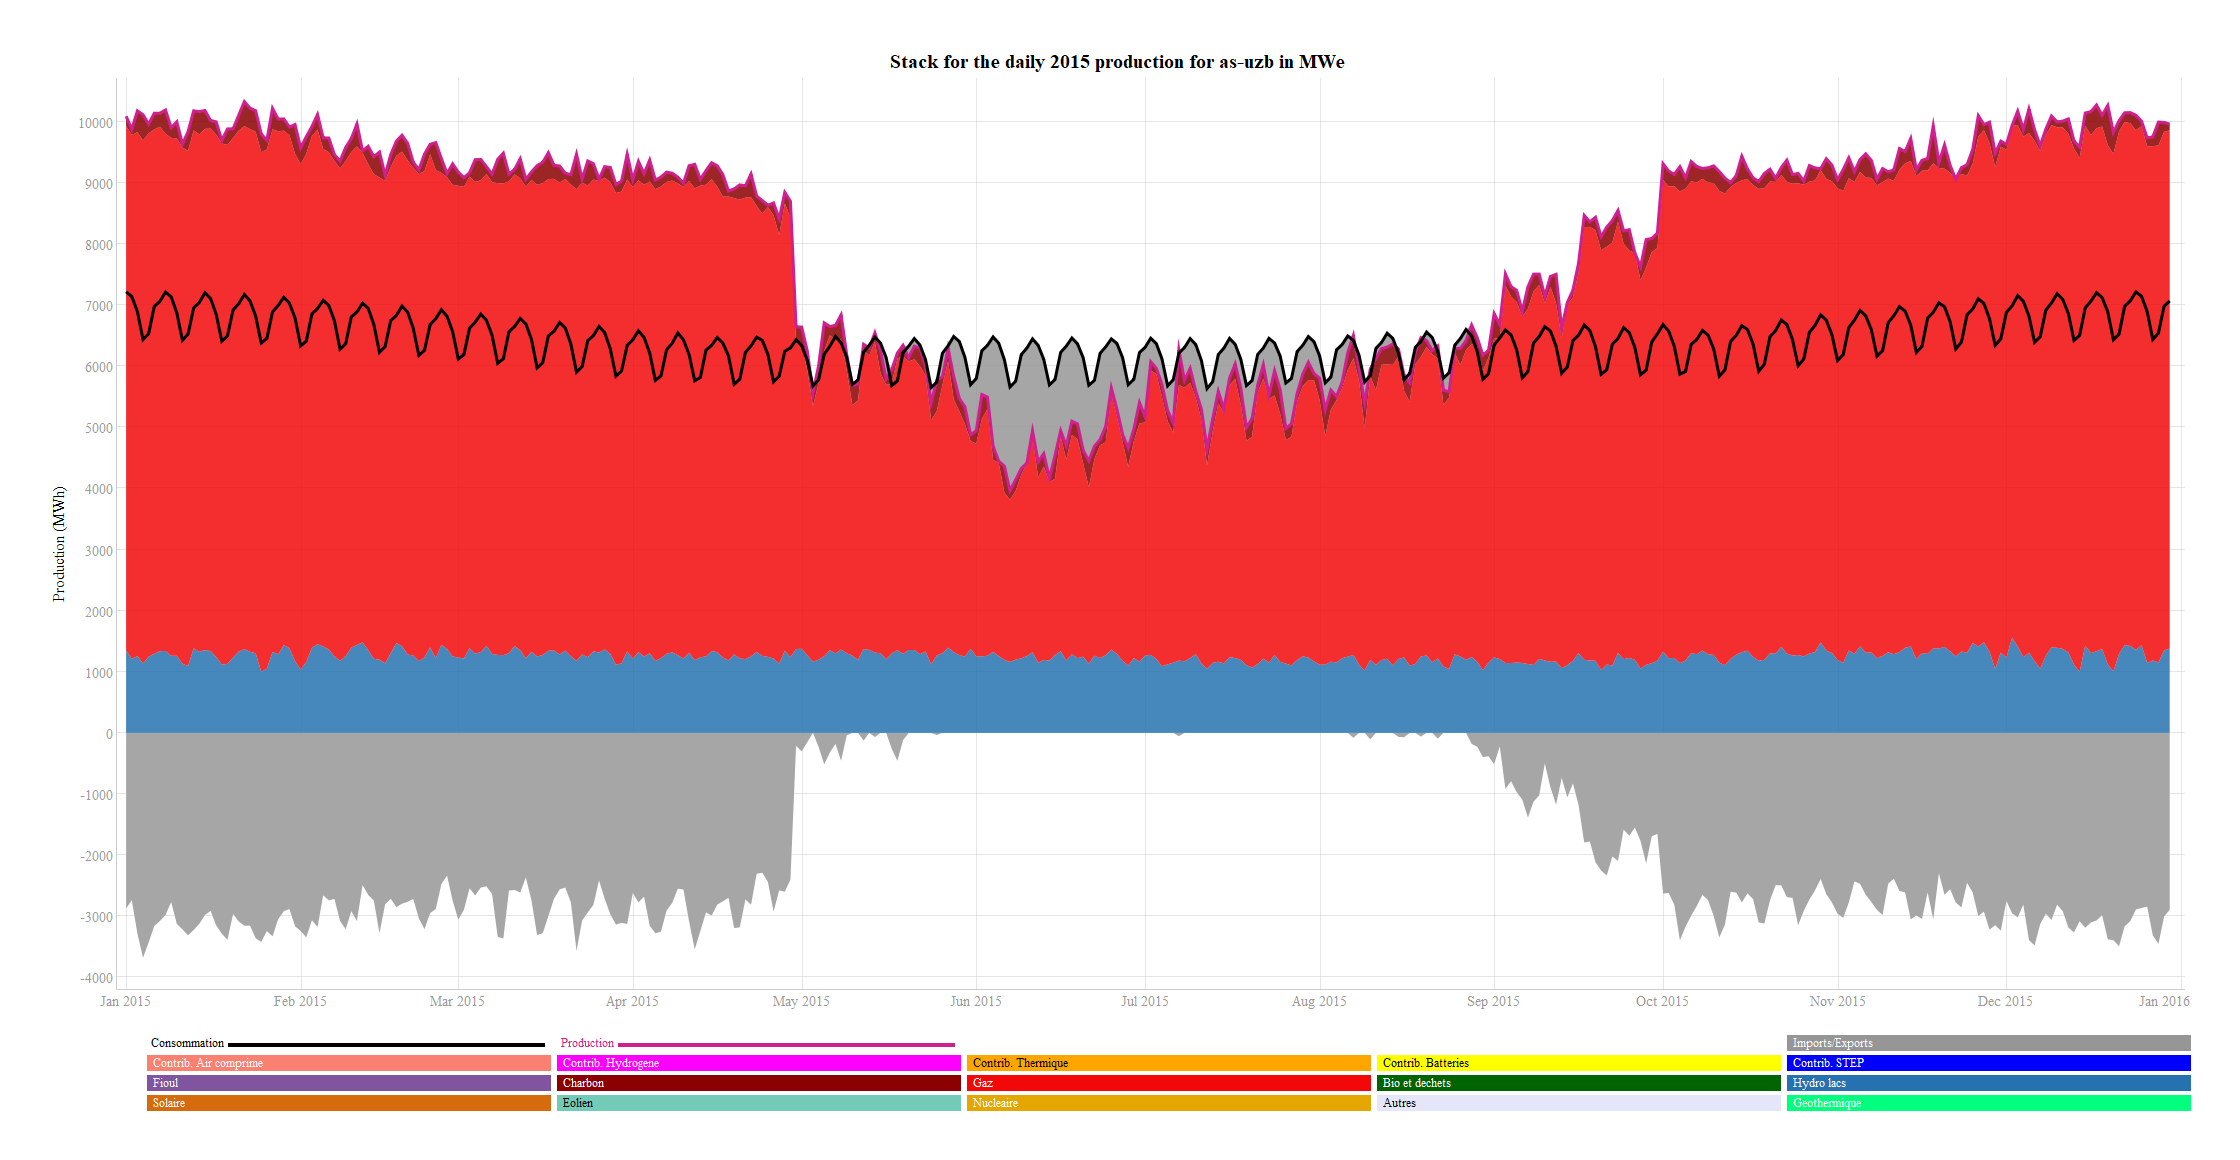 Stack for the daily 2015 production for as-uzb in MWe
Production (MWh)
10000
9000
8000
7000
6000
5000
4000
3000
2000
1000
0
-1000
-2000
-3000
-4000
Jan 2015 Feb 2015 Mar 2015 Apr 2015 May 2015 Jun 2015 Jul 2015 Aug 2015 Sep 2015 Oct 2015 Nov 2015 Dec 2015 Jan 2016
Consommation Production Imports/Exports
Contrib. Air comprime Contrib. Hydrogene Contrib. Thermique Contrib. Batteries Contrib. STEP
Fioul Charbon Gaz Bio et dechets Hydro lacs
Solaire Eolien Nucleaire Autres Geothermique